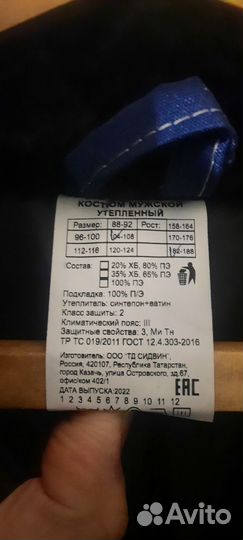 КОСТЮМ МУЖСКОЙ
УТЕПЛЕННЫЙ
Размер: 88-92 Рост: 158-164
96-100 104-108 170-176
112-116 120-124 182-188
Состав: 20% ХБ, 80% ПЭ
35% ХБ, 65% ПЭ
100% ПЭ
Подкладка: 100% П/Э
Утеплитель: синтепон+ватин
Класс защиты: 2
Климатический пояс: III
Защитные свойства: З, Ми Тн
ТР ТС 019/2011 ГОСТ 12.4.303-2016
Изготовитель: ООО "ТД СИДВИН",
Россия, 420107, Республика Татарстан,
город Казань, улица Островского, зд.67,
офис/ком 402/1
ДАТА ВЫПУСКА: 2022
1 2 3 4 5 6 7 8 9 10 11 12
EAC
Avito